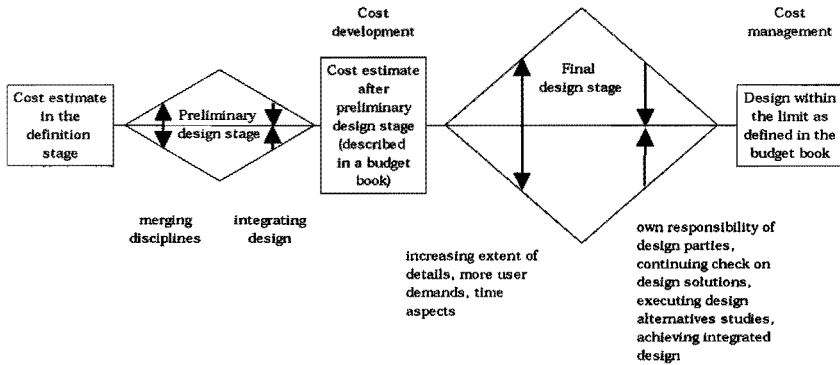 Cost
development
Cost
management
Cost estimate
in the
definition
stage
Preliminary
design stage
Cost estimate
after
preliminary
design stage
(described
in a budget
book)
Final
design stage
Design within
the limit as
defined in the
budget book
merging
disciplines
integrating
design
increasing extent of
details, more user
demands, time
aspects
own responsibility of
design parties,
continuing check on
design solutions,
executing design
alternatives studies,
achieving integrated
design